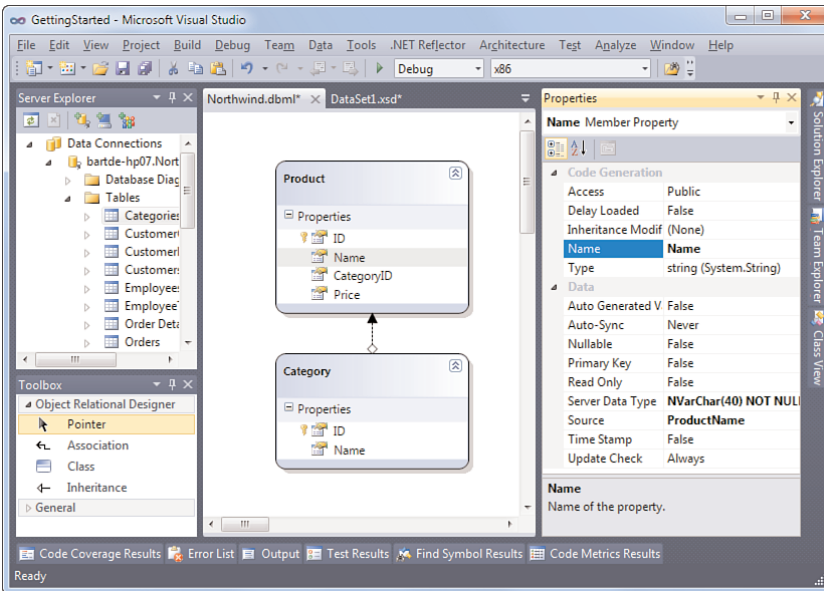 GettingStarted - Microsoft Visual Studio
File Edit View Project Build Debug Team Data Tools .NET Reflector Architecture Test Analyze Window Help
Debug x86
Server Explorer
Data Connections
bartde-hp07.Nort
Database Diag
Tables
Categories
Customer
Customer
Customers
Employees
Employee
Order Deta
Orders
Toolbox
Object Relational Designer
Pointer
Association
Class
Inheritance
General
Northwind.dbml* DataSet1.xsd*
Product
Properties
ID
Name
CategoryID
Price
Category
Properties
ID
Name
Properties
Name Member Property
Code Generation
Access Public
Delay Loaded False
Inheritance Modif (None)
Name Name
Type string (System.String)
Data
Auto Generated V False
Auto-Sync Never
Nullable False
Primary Key False
Read Only False
Server Data Type NVarChar(40) NOT NULL
Source ProductName
Time Stamp False
Update Check Always
Name
Name of the property.
Solution Explorer
Team Explorer
Class View
Code Coverage Results Error List Output Test Results Find Symbol Results Code Metrics Results
Ready